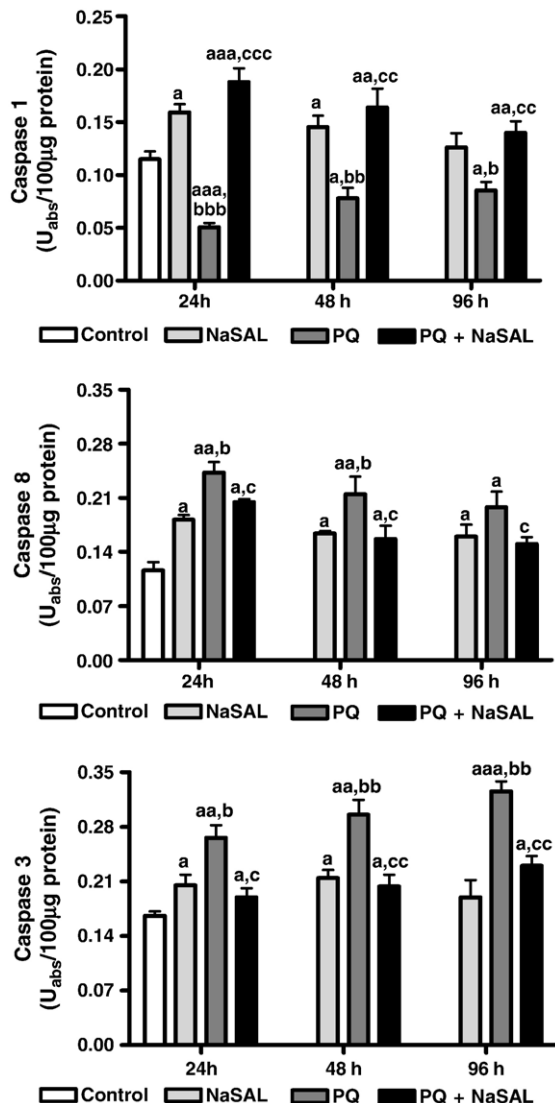 Caspase 1
(Uabs/100µg protein)
0.25
0.20
0.15
0.10
0.05
0.00
a
aaa,
bbb
aaa,ccc
a
a,bb
aa,cc
a,b
aa,cc
24h 48 h 96 h
Control NaSAL PQ PQ + NaSAL
Caspase 8
(Uabs/100µg protein)
0.35
0.28
0.21
0.14
0.07
0.00
a
aa,b
a,c
a
aa,b
a,c
a
a
c
24h 48 h 96 h
Control NaSAL PQ PQ + NaSAL
Caspase 3
(Uabs/100µg protein)
0.35
0.28
0.21
0.14
0.07
0.00
a
aa,b
a,c
a
aa,bb
a,cc
aaa,bb
a,cc
24h 48 h 96 h
Control NaSAL PQ PQ + NaSAL